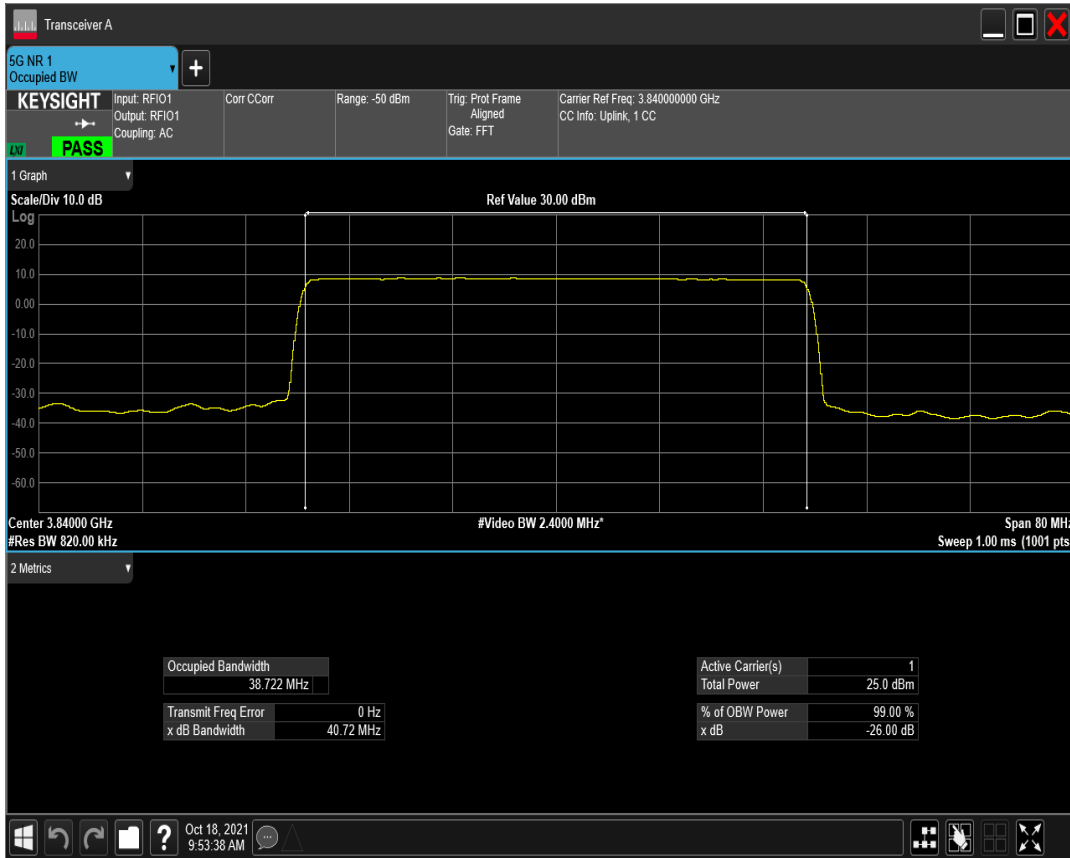 Transceiver A
5G NR 1
Occupied BW
KEYSIGHT
LXI
PASS
Input: RFIO1
Output: RFIO1
Coupling: AC
Corr CCorr
Range: -50 dBm
Trig: Prot Frame
Aligned
Gate: FFT
Carrier Ref Freq: 3.840000000 GHz
CC Info: Uplink, 1 CC
1 Graph
Scale/Div 10.0 dB
Ref Value 30.00 dBm
Log
20.0
10.0
0.00
-10.0
-20.0
-30.0
-40.0
-50.0
-60.0
Center 3.84000 GHz
#Video BW 2.4000 MHz*
Span 80 MHz
#Res BW 820.00 kHz
Sweep 1.00 ms (1001 pts
2 Metrics
Occupied Bandwidth
38.722 MHz
Transmit Freq Error 0 Hz
x dB Bandwidth 40.72 MHz
Active Carrier(s) 1
Total Power 25.0 dBm
% of OBW Power 99.00 %
x dB -26.00 dB
?
Oct 18, 2021
9:53:38 AM